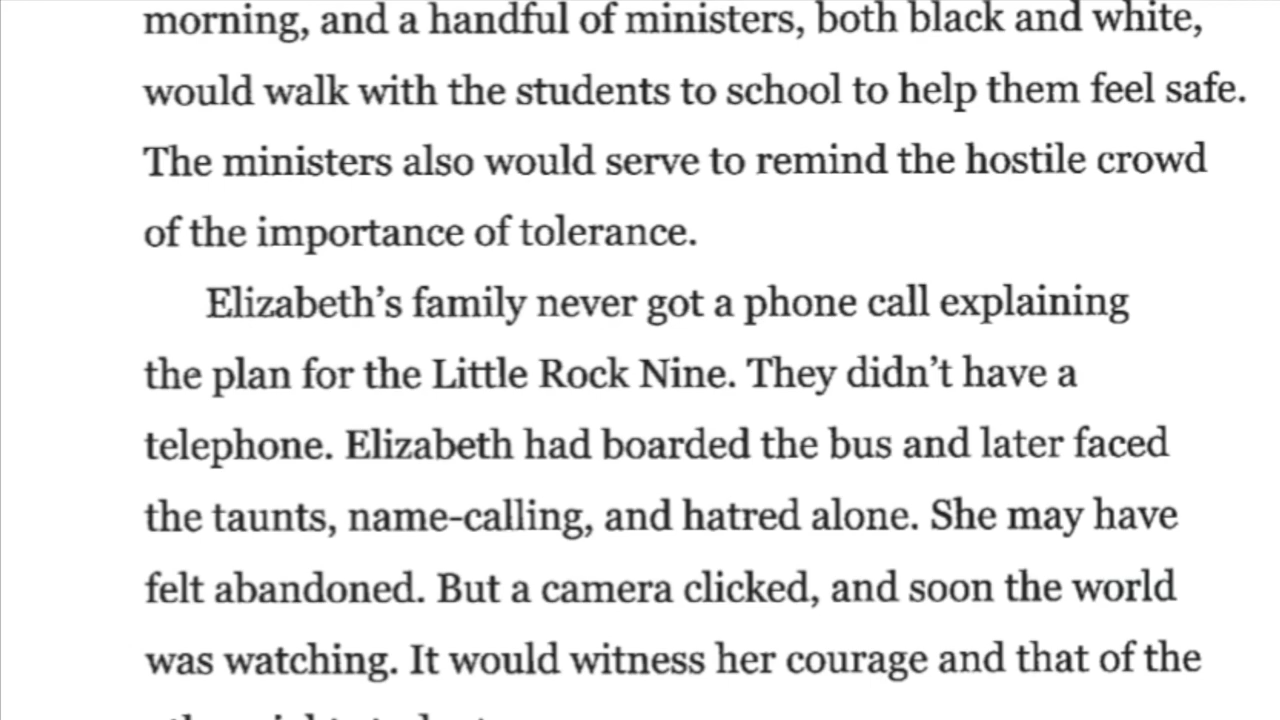 morning, and a handful of ministers, both black and white,
would walk with the students to school to help them feel safe.
The ministers also would serve to remind the hostile crowd
of the importance of tolerance.
Elizabeth’s family never got a phone call explaining
the plan for the Little Rock Nine. They didn’t have a
telephone. Elizabeth had boarded the bus and later faced
the taunts, name-calling, and hatred alone. She may have
felt abandoned. But a camera clicked, and soon the world
was watching. It would witness her courage and that of the